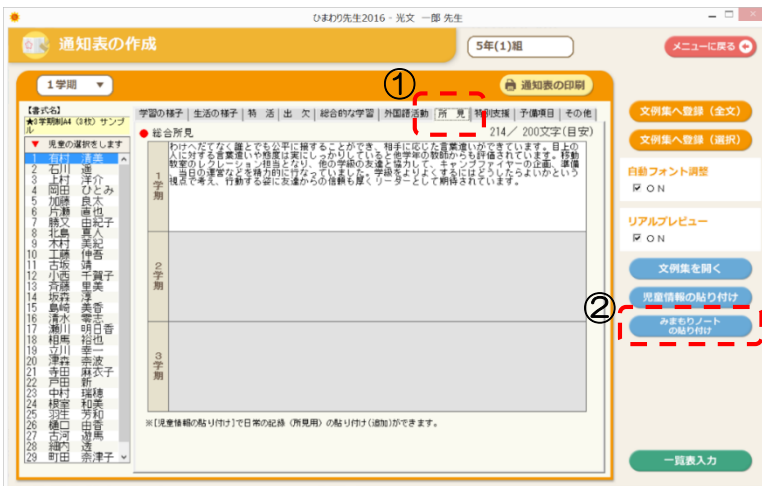 ひまわり先生2016 - 光文 一郎 先生
通知表の作成
5年(1)組
メニューに戻る
1学期 ▼
①
通知表の印刷
【書式名】
★3学期制A4（3枚）サンプル
▼ 児童の選択をします
学習の様子 | 生活の様子 | 特 活 | 出 欠 | 総合的な学習 | 外国語活動 | 所 見 | 特別支援 | 予備項目 | その他
● 総合所見
214／ 200文字(目安)
1学期
わけへだてなく誰とでも公平に接することができ、相手に応じた言葉遣いができています。目上の
人に対する言葉遣いや態度は実にしっかりしていると他学年の教師からも評価されています。移動
教室のレクレーション担当となり、他の学級の友達と協力して、キャンプファイヤーの企画、準備
、当日の運営などを精力的に行なっていました。学級をよりよくするにはどうしたらよいかという
視点で考え、行動する姿に友達からの信頼も厚くリーダーとして期待されています。
2学期
3学期
※[児童情報の貼り付け]で日常の記録（所見用）の貼り付け(追加)ができます。
1 有村 清美
2 石川 遥
3 上村 洋介
4 岡田 ひとみ
5 加藤 良太
6 片瀬 直也
7 勝又 由紀子
8 北島 真人
9 木村 美紀
10 工藤 伸吾
11 古坂 靖
12 小西 千賀子
13 斉藤 里美
14 坂森 淳
15 島崎 美香
16 清水 零志
17 瀬川 明日香
18 相馬 裕也
19 立川 幸一
20 津森 奈波
21 寺田 麻衣子
22 戸田 新
23 中村 瑞穂
24 根室 和美
25 羽生 芳和
26 樋口 由香
27 古河 遊馬
28 細内 透
29 町田 奈津子
文例集へ登録（全文）
文例集へ登録（選択）
自動フォント調整
ON
リアルプレビュー
ON
文例集を開く
児童情報の貼り付け
②
みまもりノート
の貼り付け
一覧表入力